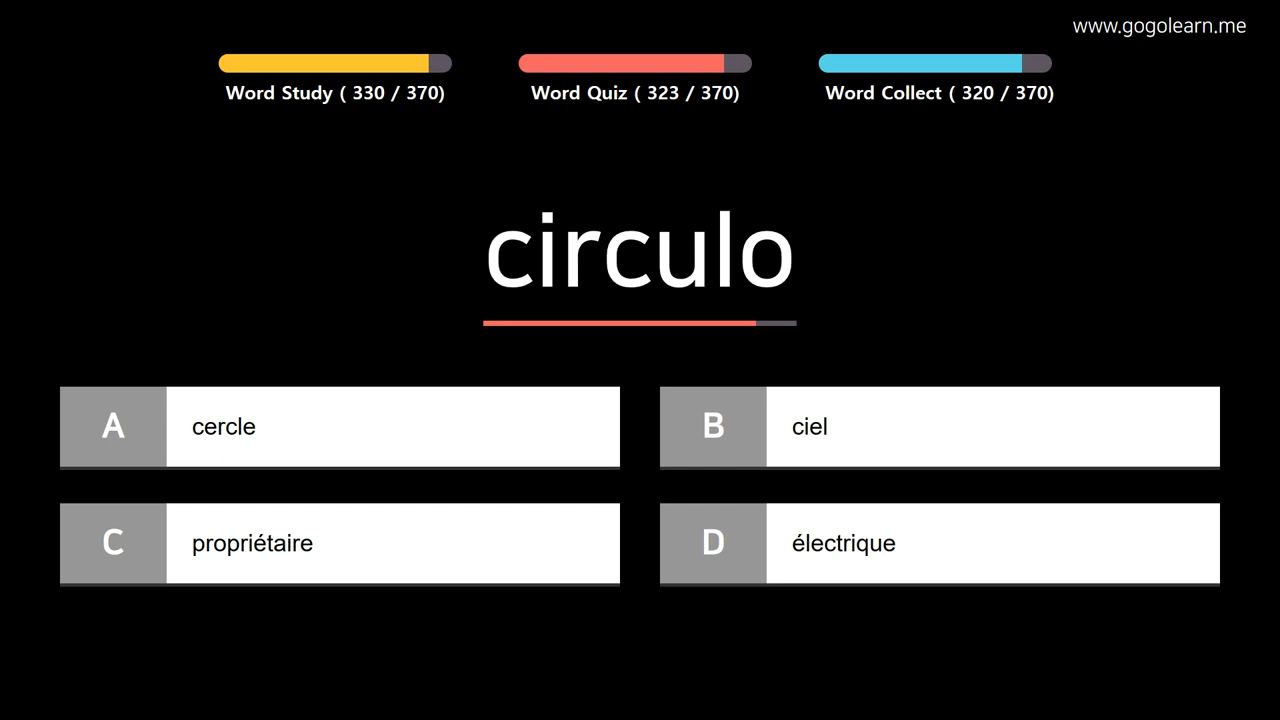 www.gogolearn.me
Word Study ( 330 / 370)
Word Quiz ( 323 / 370)
Word Collect ( 320 / 370)
circulo
A cercle
B ciel
C propriétaire
D électrique